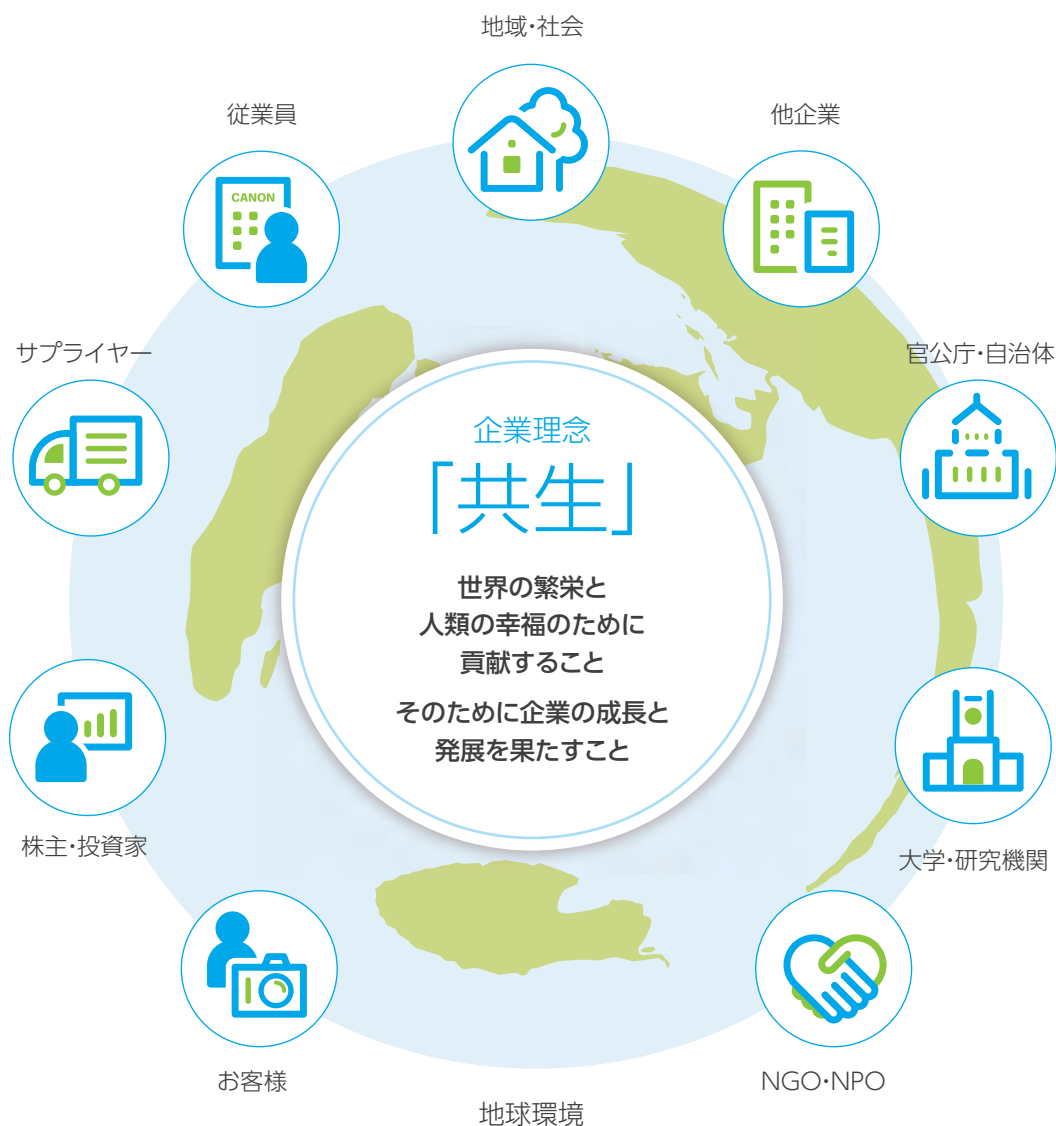 地域・社会
従業員
他企業
CANON
サプライヤー
官公庁・自治体
企業理念
「共生」
世界の繁栄と
人類の幸福のために
貢献すること
そのために企業の成長と
発展を果たすこと
株主・投資家
大学・研究機関
お客様
NGO・NPO
地球環境